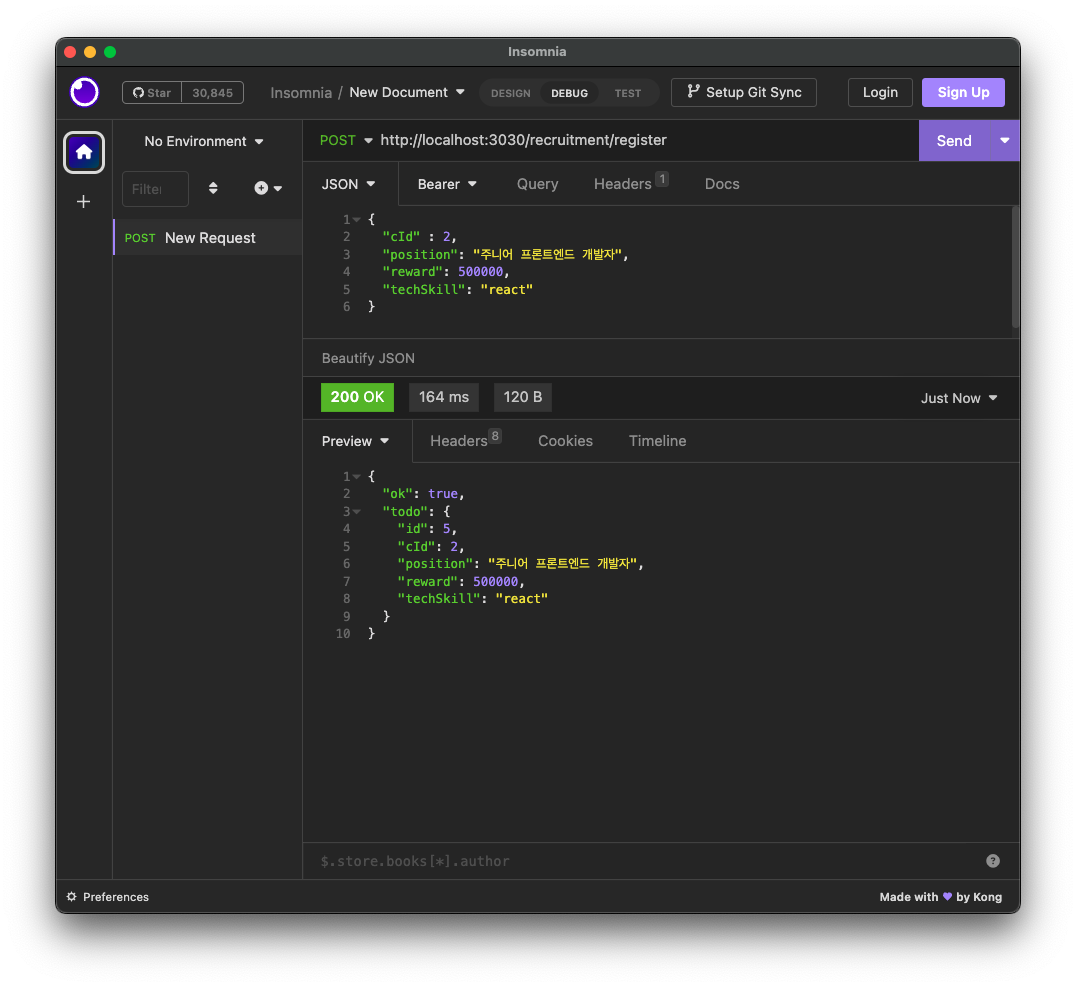 Insomnia
Star 30,845 Insomnia / New Document DESIGN DEBUG TEST Setup Git Sync Login Sign Up
No Environment
POST http://localhost:3030/recruitment/register Send
JSON Bearer Query Headers 1 Docs
Filter
POST New Request
1 {
2 "cId" : 2,
3 "position": "주니어 프론트엔드 개발자",
4 "reward": 500000,
5 "techSkill": "react"
6 }
Beautify JSON
200 OK 164 ms 120 B Just Now
Preview Headers 8 Cookies Timeline
1 {
2 "ok": true,
3 "todo": {
4 "id": 5,
5 "cId": 2,
6 "position": "주니어 프론트엔드 개발자",
7 "reward": 500000,
8 "techSkill": "react"
9 }
10 }
$.store.books[*].author ?
Preferences Made with ♥ by Kong